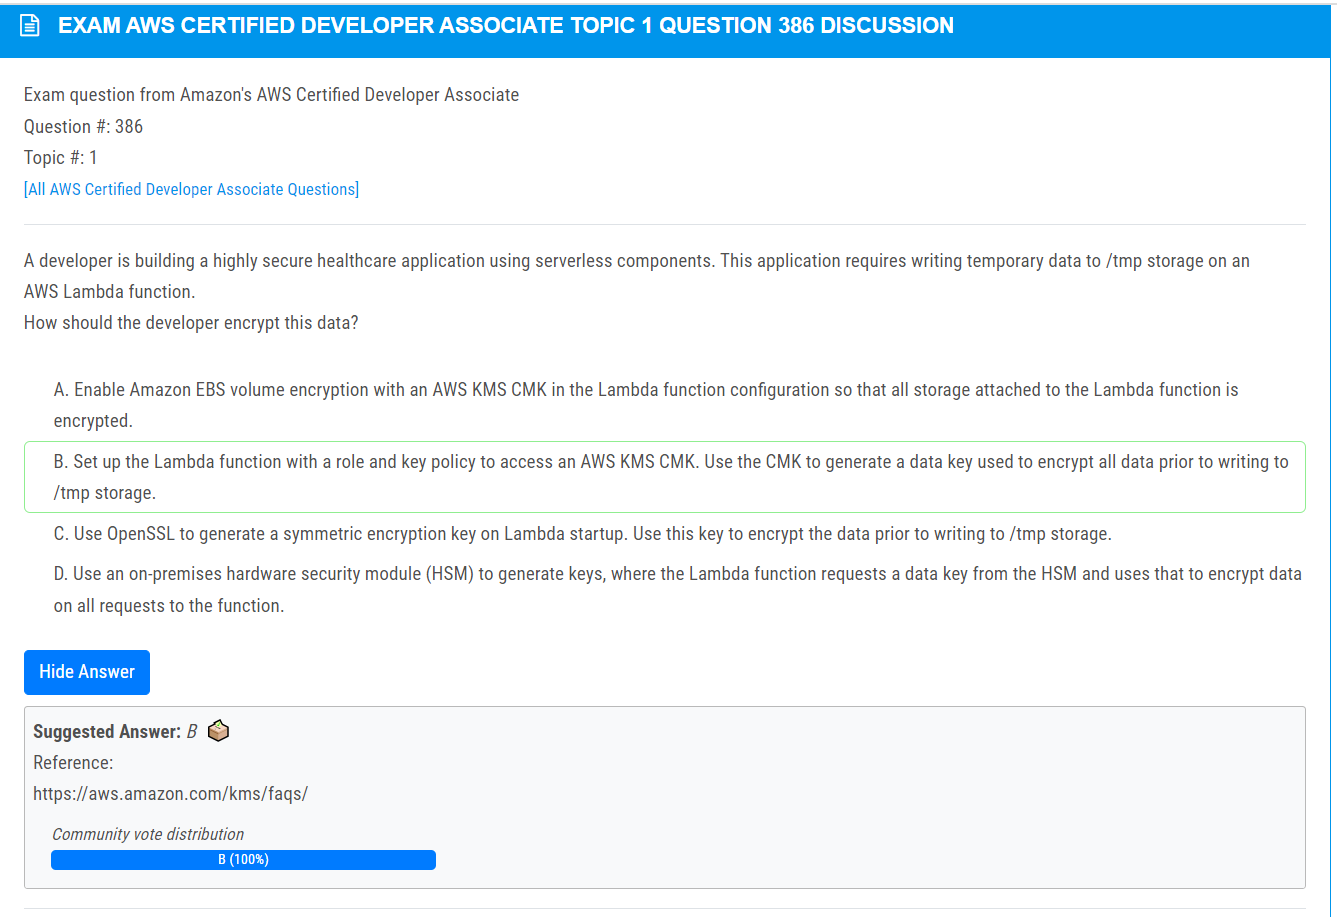 EXAM AWS CERTIFIED DEVELOPER ASSOCIATE TOPIC 1 QUESTION 386 DISCUSSION
Exam question from Amazon's AWS Certified Developer Associate
Question #: 386
Topic #: 1
[All AWS Certified Developer Associate Questions]
A developer is building a highly secure healthcare application using serverless components. This application requires writing temporary data to /tmp storage on an
AWS Lambda function.
How should the developer encrypt this data?
A. Enable Amazon EBS volume encryption with an AWS KMS CMK in the Lambda function configuration so that all storage attached to the Lambda function is
encrypted.
B. Set up the Lambda function with a role and key policy to access an AWS KMS CMK. Use the CMK to generate a data key used to encrypt all data prior to writing to
/tmp storage.
C. Use OpenSSL to generate a symmetric encryption key on Lambda startup. Use this key to encrypt the data prior to writing to /tmp storage.
D. Use an on-premises hardware security module (HSM) to generate keys, where the Lambda function requests a data key from the HSM and uses that to encrypt data
on all requests to the function.
Hide Answer
Suggested Answer: B
Reference:
https://aws.amazon.com/kms/faqs/
Community vote distribution
B (100%)